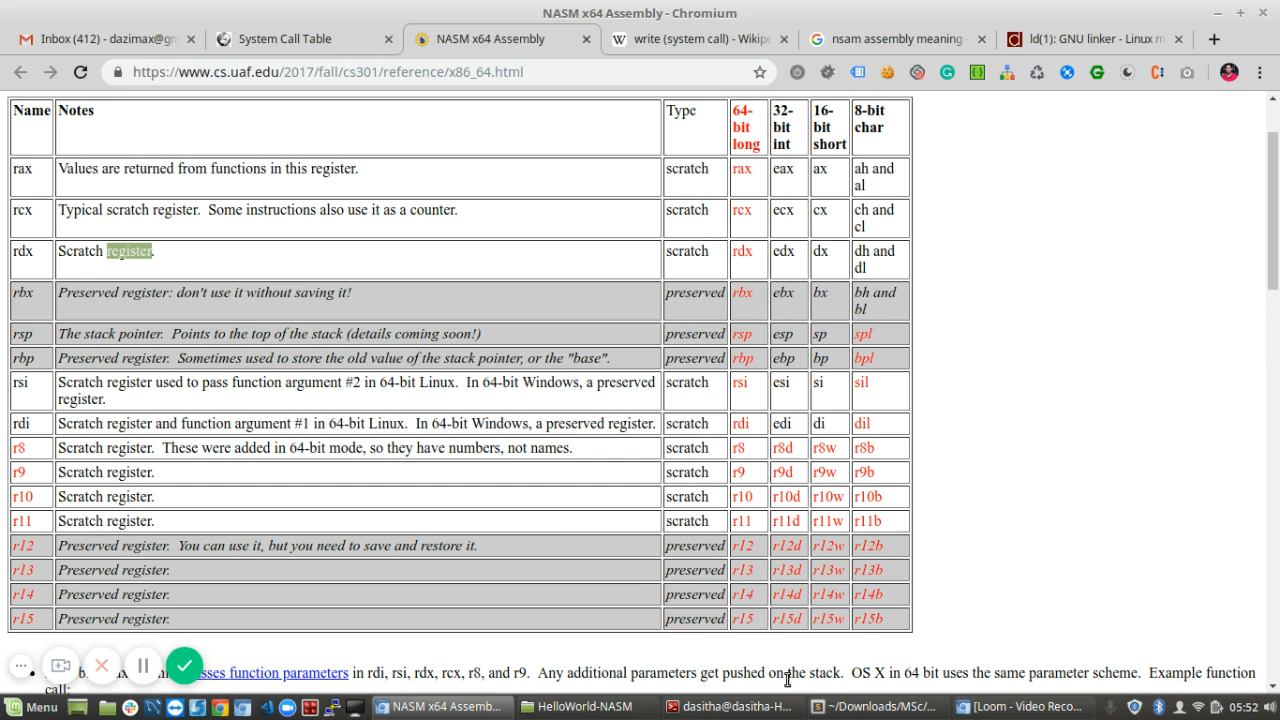 NASM x64 Assembly - Chromium
Inbox (412) - dazimax@gm
System Call Table
NASM x64 Assembly
write (system call) - Wikipe
nsam assembly meaning -
ld(1): GNU linker - Linux m
https://www.cs.uaf.edu/2017/fall/cs301/reference/x86_64.html
Name Notes Type 64-bit long 32-bit int 16-bit short 8-bit char
rax Values are returned from functions in this register. scratch rax eax ax ah and al
rcx Typical scratch register.  Some instructions also use it as a counter. scratch rcx ecx cx ch and cl
rdx Scratch register. scratch rdx edx dx dh and dl
rbx Preserved register: don't use it without saving it! preserved rbx ebx bx bh and bl
rsp The stack pointer.  Points to the top of the stack (details coming soon!) preserved rsp esp sp spl
rbp Preserved register.  Sometimes used to store the old value of the stack pointer, or the "base". preserved rbp ebp bp bpl
rsi Scratch register used to pass function argument #2 in 64-bit Linux.  In 64-bit Windows, a preserved register. scratch rsi esi si sil
rdi Scratch register and function argument #1 in 64-bit Linux.  In 64-bit Windows, a preserved register. scratch rdi edi di dil
r8 Scratch register.  These were added in 64-bit mode, so they have numbers, not names. scratch r8 r8d r8w r8b
r9 Scratch register. scratch r9 r9d r9w r9b
r10 Scratch register. scratch r10 r10d r10w r10b
r11 Scratch register. scratch r11 r11d r11w r11b
r12 Preserved register.  You can use it, but you need to save and restore it. preserved r12 r12d r12w r12b
r13 Preserved register. preserved r13 r13d r13w r13b
r14 Preserved register. preserved r14 r14d r14w r14b
r15 Preserved register. preserved r15 r15d r15w r15b
function parameters in rdi, rsi, rdx, rcx, r8, and r9.  Any additional parameters get pushed on the stack.  OS X in 64 bit uses the same parameter scheme.  Example function
call:
Menu
NASM x64 Assemb...
HelloWorld-NASM
dasitha@dasitha-H...
~/Downloads/MSc/...
[Loom - Video Reco...
05:52